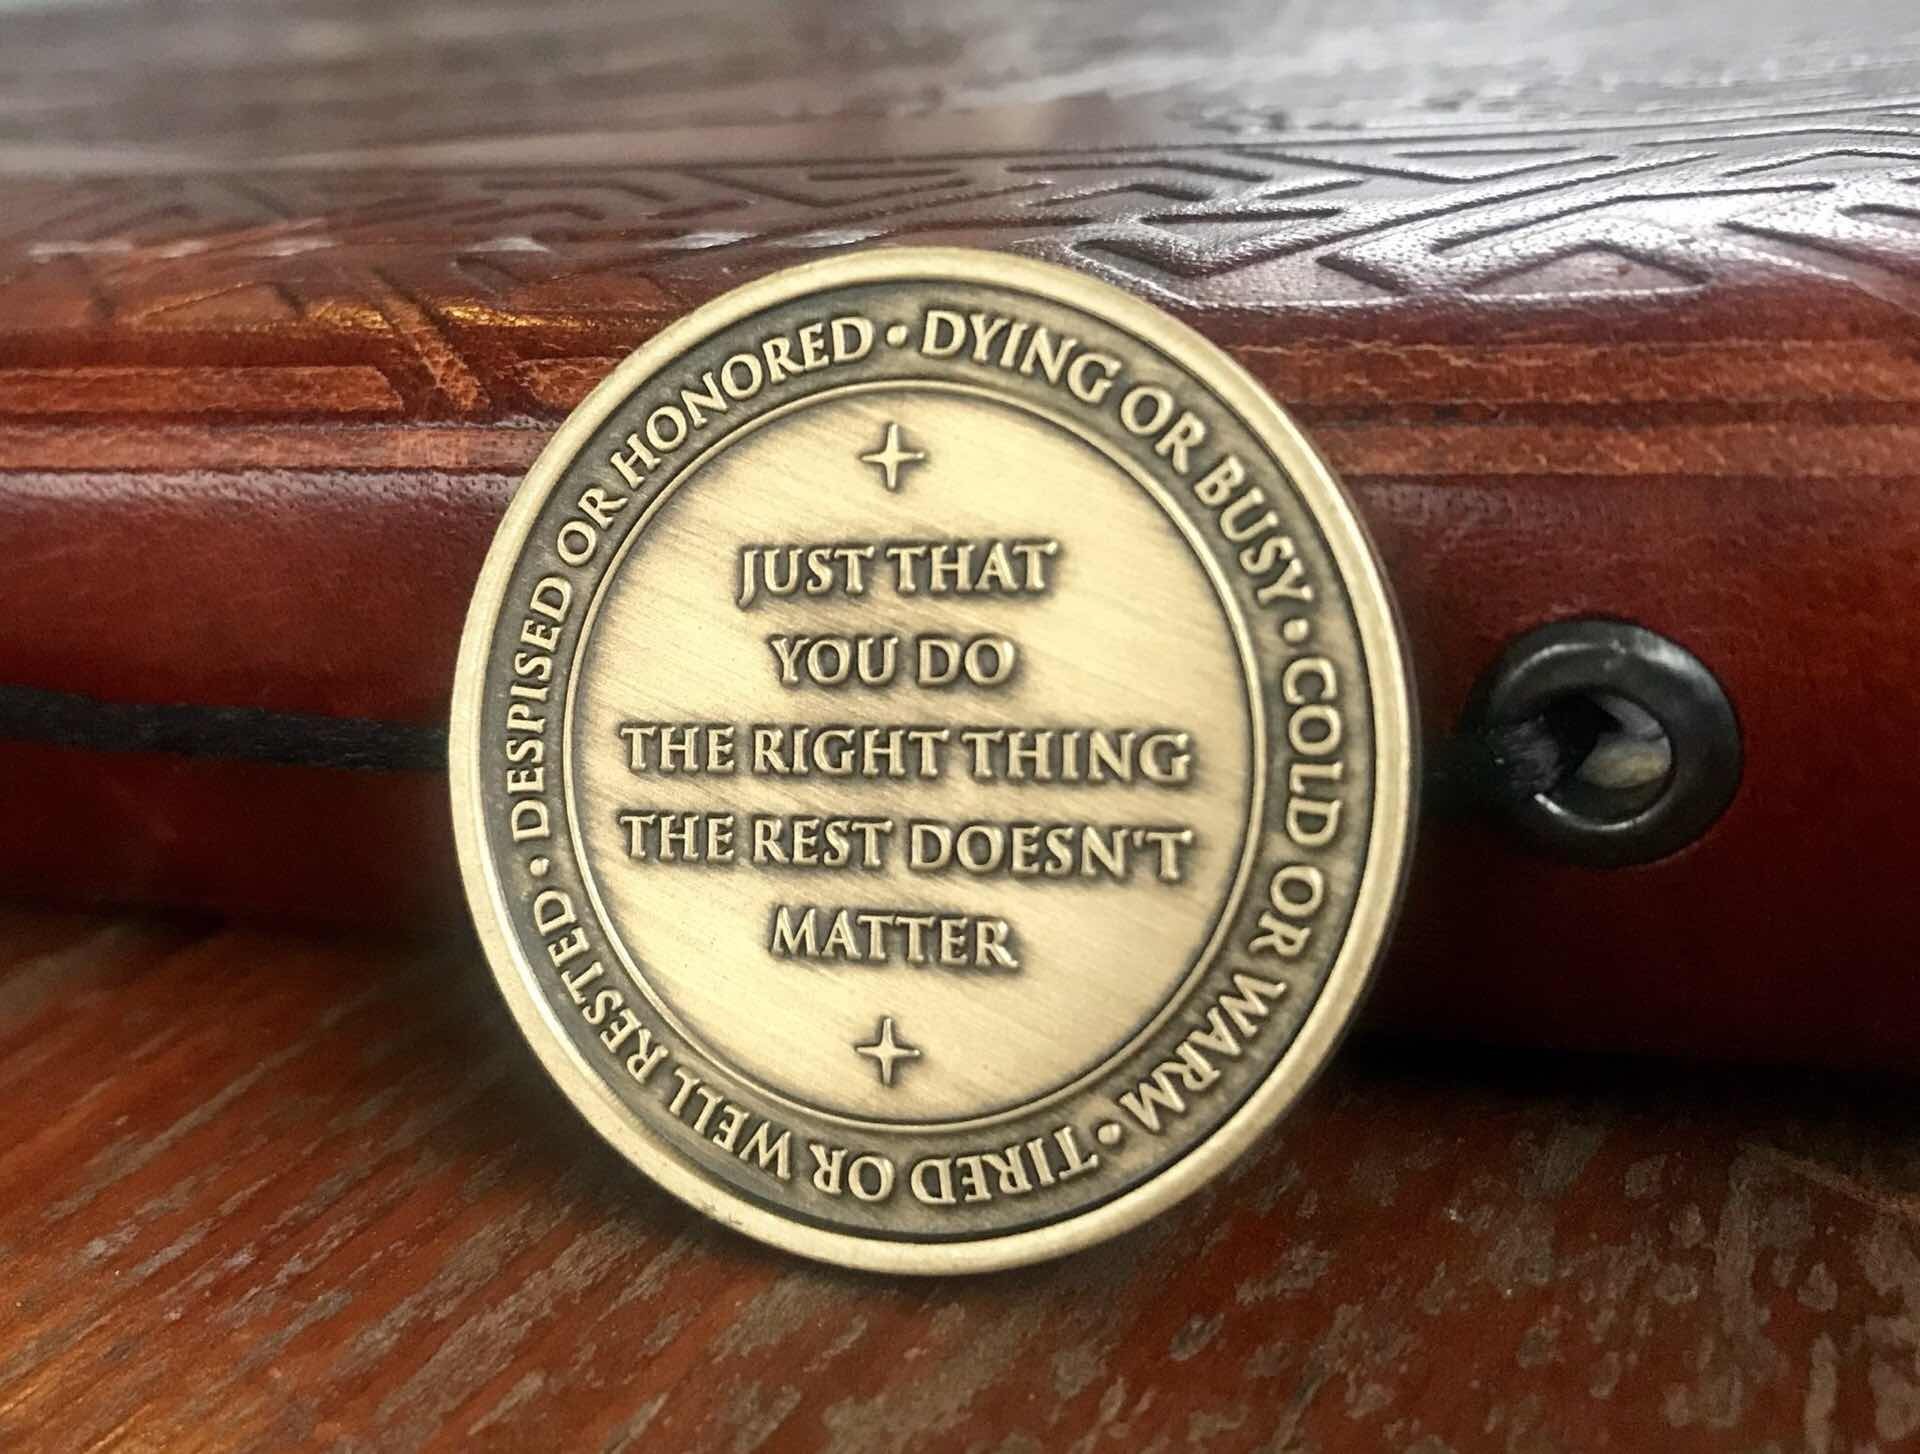 JUST THAT
YOU DO
THE RIGHT THING
THE REST DOESN'T
MATTER
COLD OR WARM • TIRED OR WELL RESTED • DESPISED OR HONORED • DYING OR BUSY •